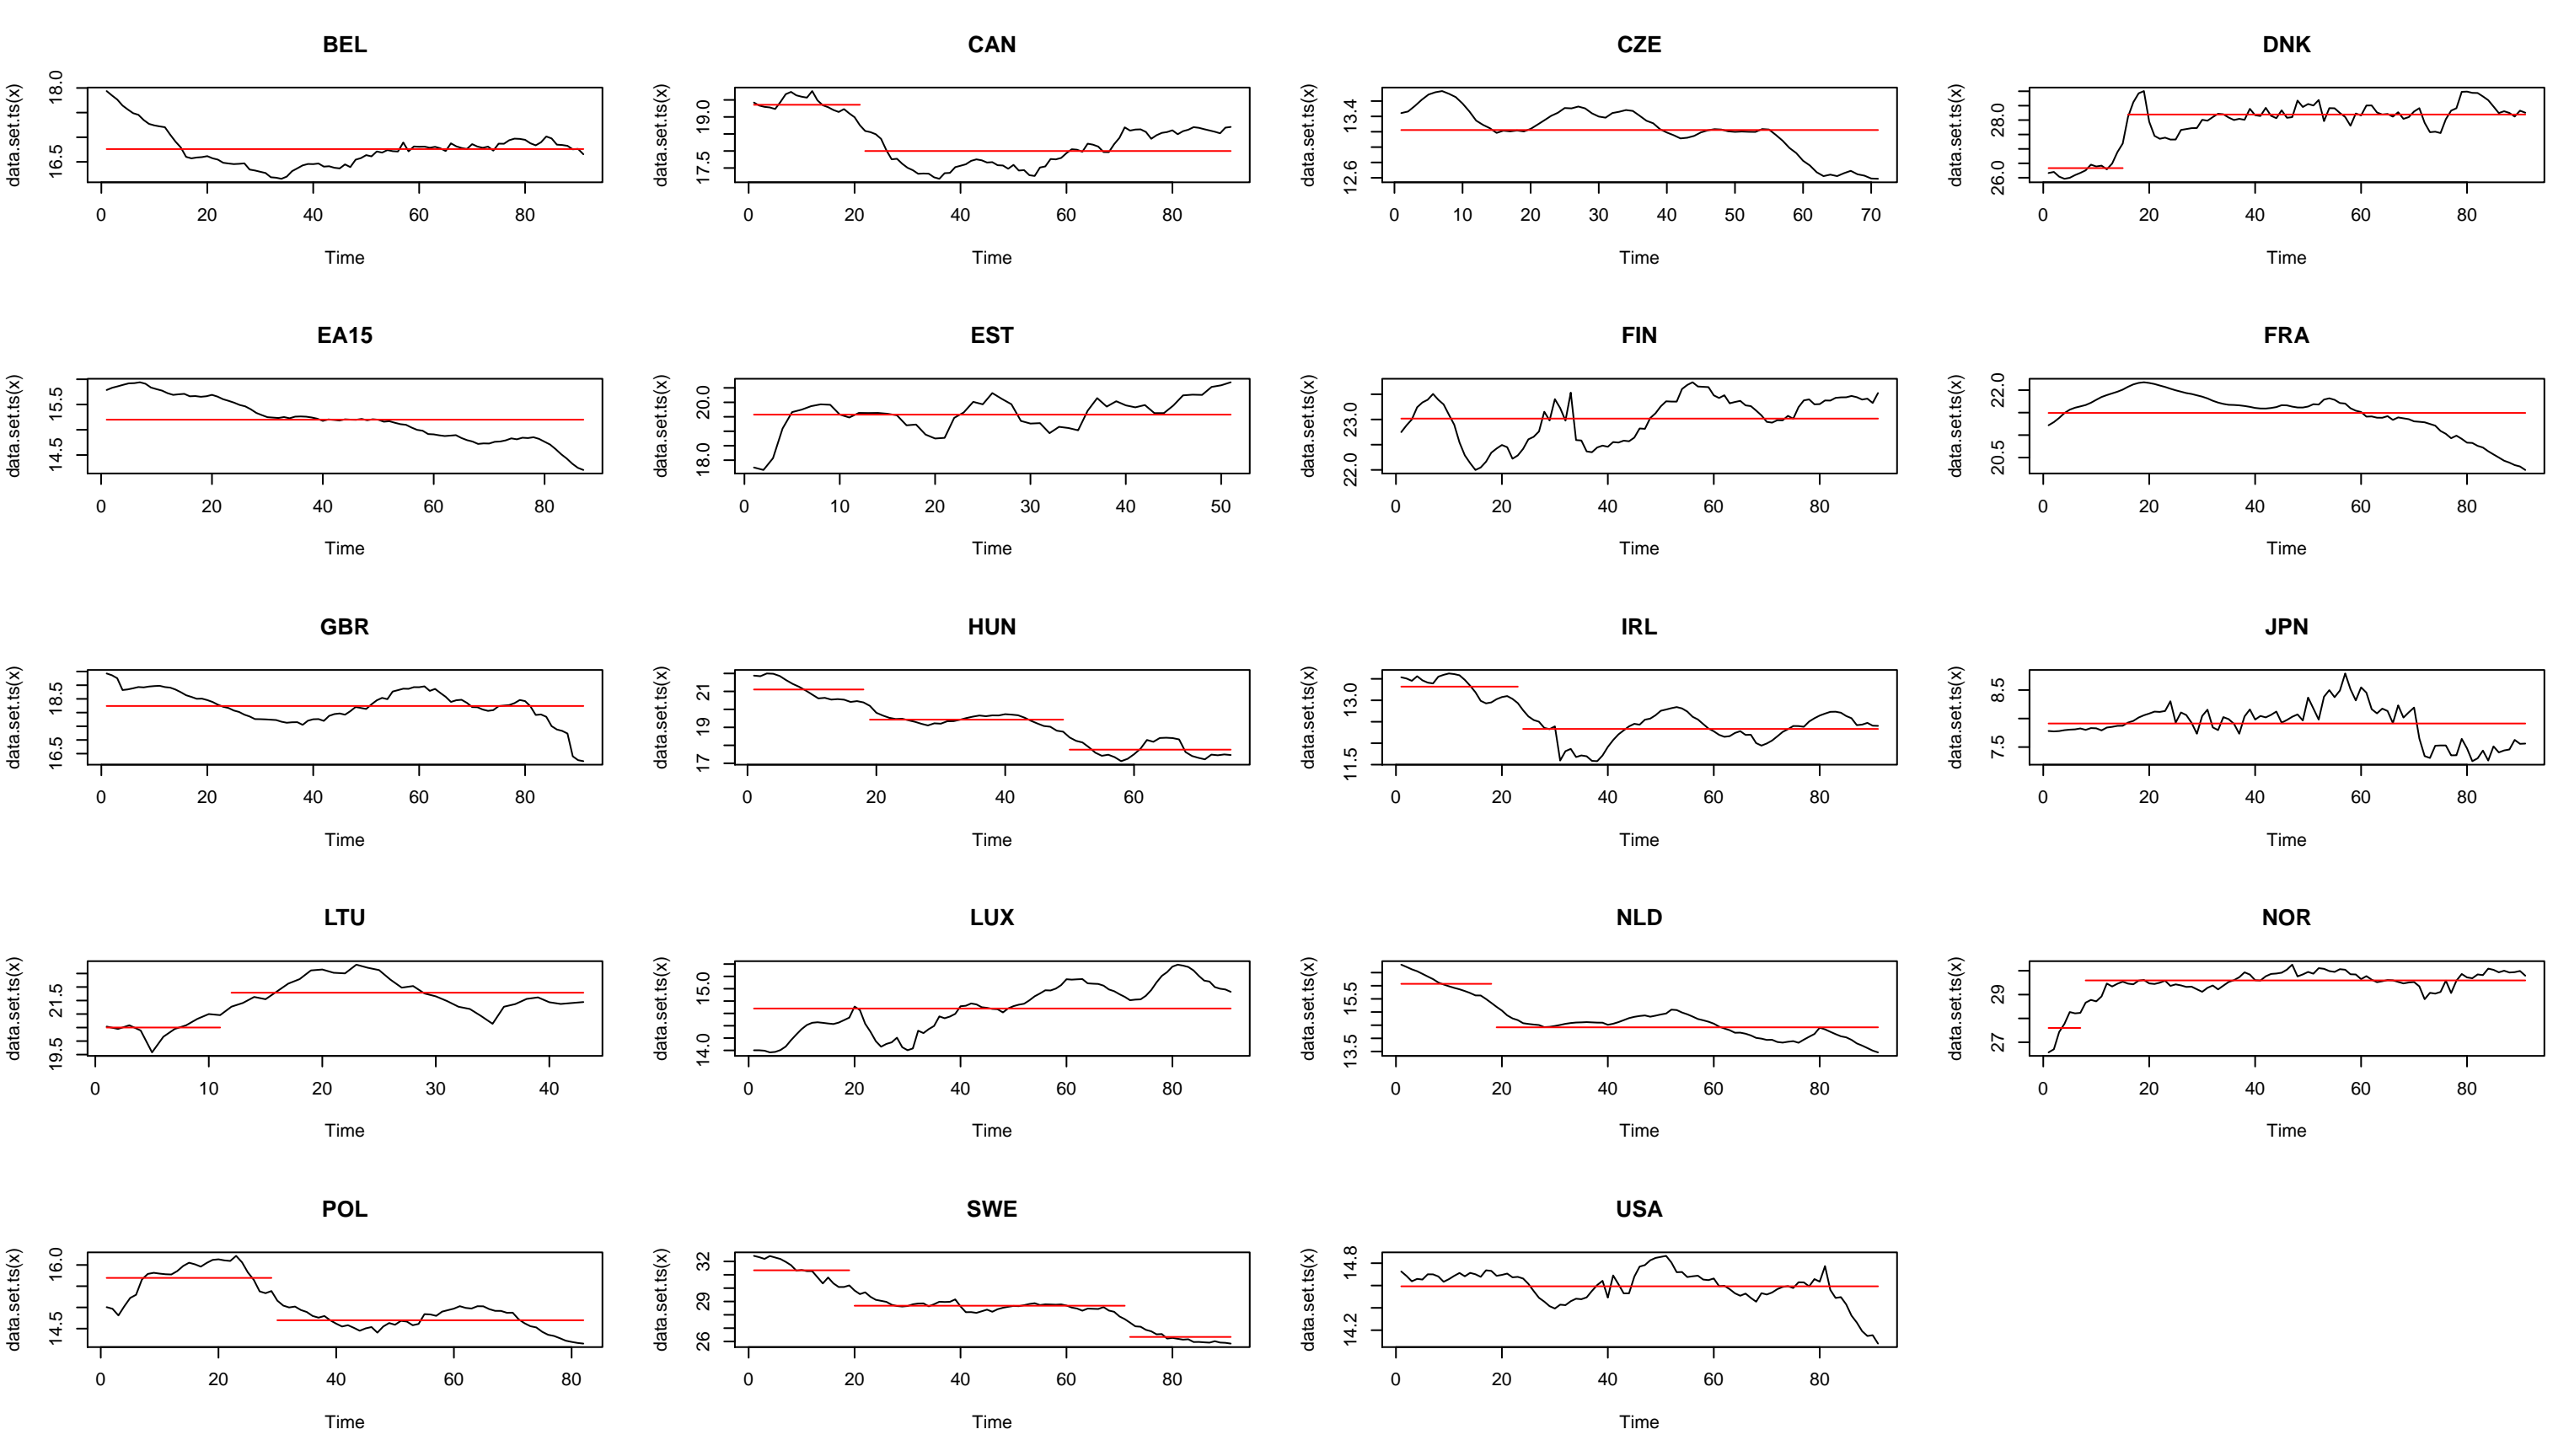 BEL
data.set.ts(x)
16.5 18.0
0 20 40 60 80
Time
CAN
data.set.ts(x)
17.5 19.0
0 20 40 60 80
Time
CZE
data.set.ts(x)
12.6 13.4
0 10 20 30 40 50 60 70
Time
DNK
data.set.ts(x)
26.0 28.0
0 20 40 60 80
Time
EA15
data.set.ts(x)
14.5 15.5
0 20 40 60 80
Time
EST
data.set.ts(x)
18.0 20.0
0 10 20 30 40 50
Time
FIN
data.set.ts(x)
22.0 23.0
0 20 40 60 80
Time
FRA
data.set.ts(x)
20.5 22.0
0 20 40 60 80
Time
GBR
data.set.ts(x)
16.5 18.5
0 20 40 60 80
Time
HUN
data.set.ts(x)
17 19 21
0 20 40 60
Time
IRL
data.set.ts(x)
11.5 13.0
0 20 40 60 80
Time
JPN
data.set.ts(x)
7.5 8.5
0 20 40 60 80
Time
LTU
data.set.ts(x)
19.5 21.5
0 10 20 30 40
Time
LUX
data.set.ts(x)
14.0 15.0
0 20 40 60 80
Time
NLD
data.set.ts(x)
13.5 15.5
0 20 40 60 80
Time
NOR
data.set.ts(x)
27 29
0 20 40 60 80
Time
POL
data.set.ts(x)
14.5 16.0
0 20 40 60 80
Time
SWE
data.set.ts(x)
26 29 32
0 20 40 60 80
Time
USA
data.set.ts(x)
14.2 14.8
0 20 40 60 80
Time